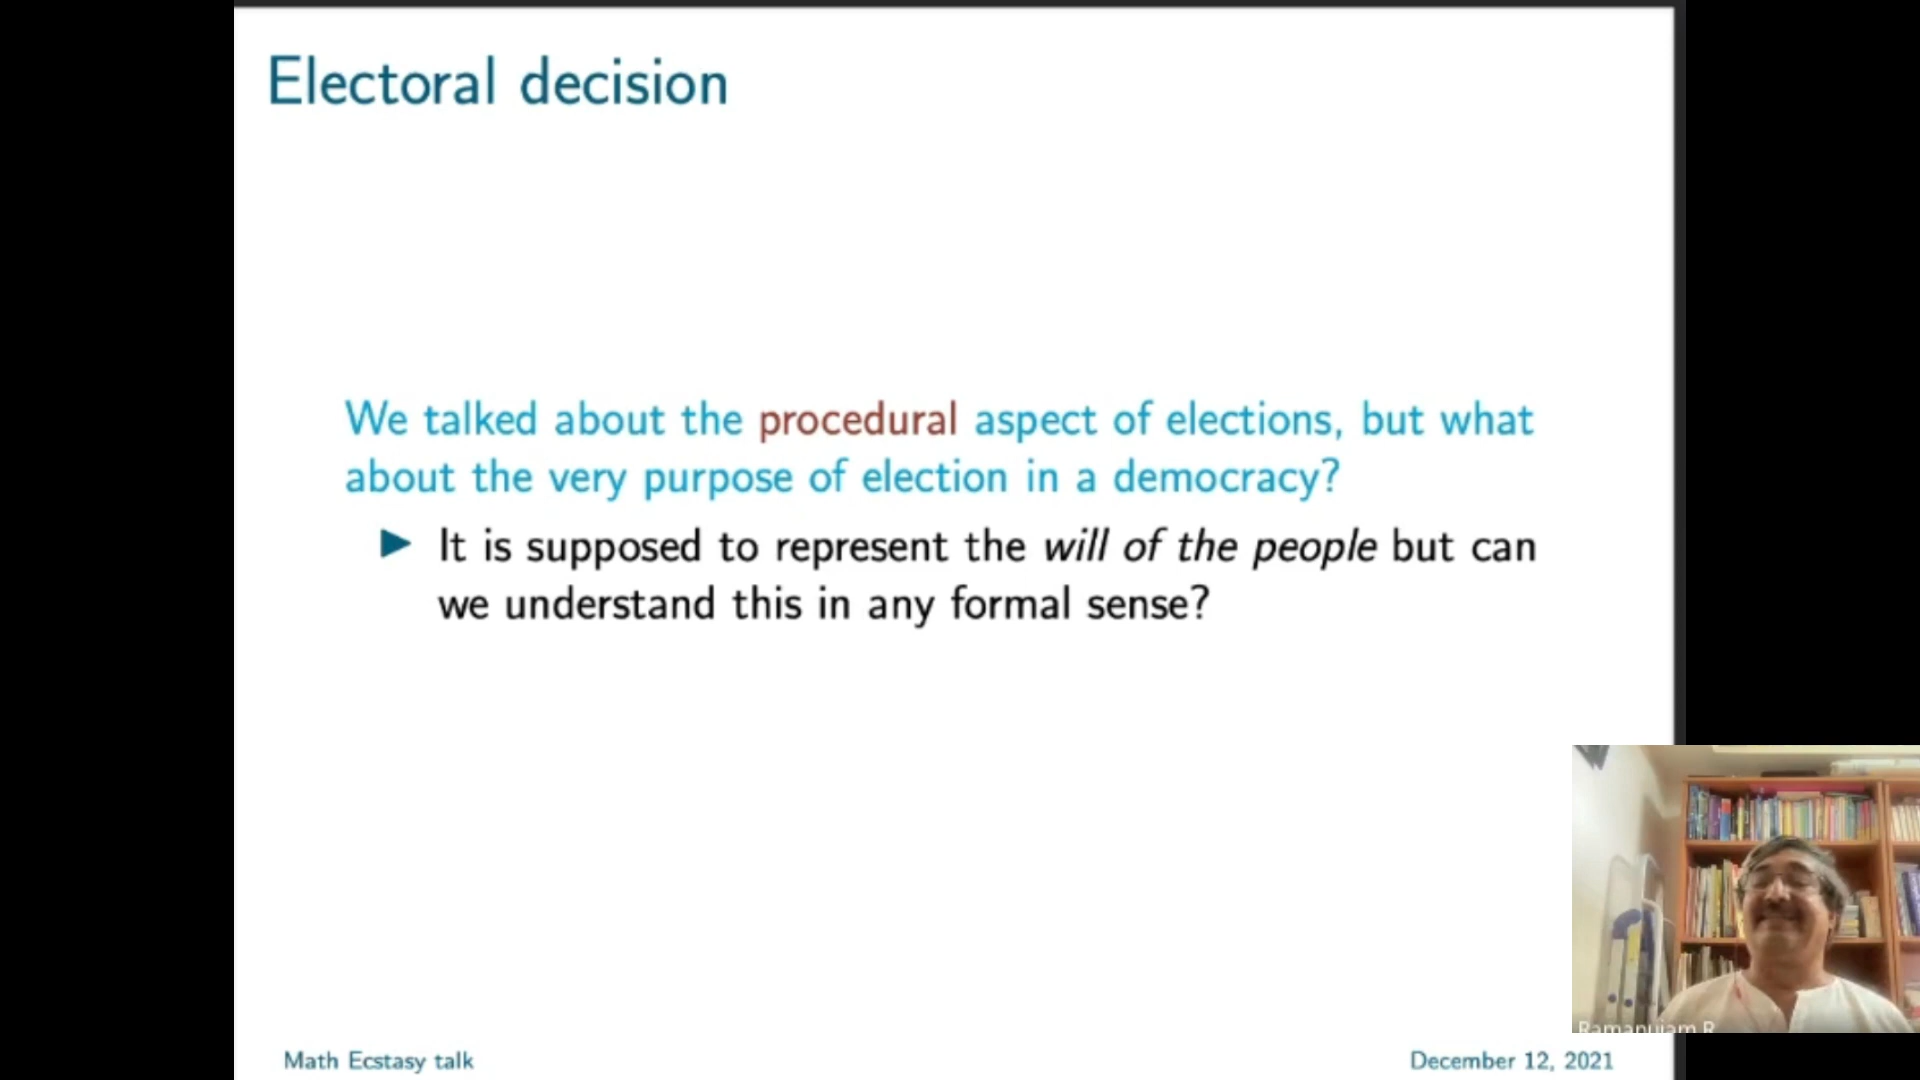 Electoral decision
We talked about the procedural aspect of elections, but what
about the very purpose of election in a democracy?
It is supposed to represent the will of the people but can
we understand this in any formal sense?
Ramanujam R
Math Ecstasy talk
December 12, 2021